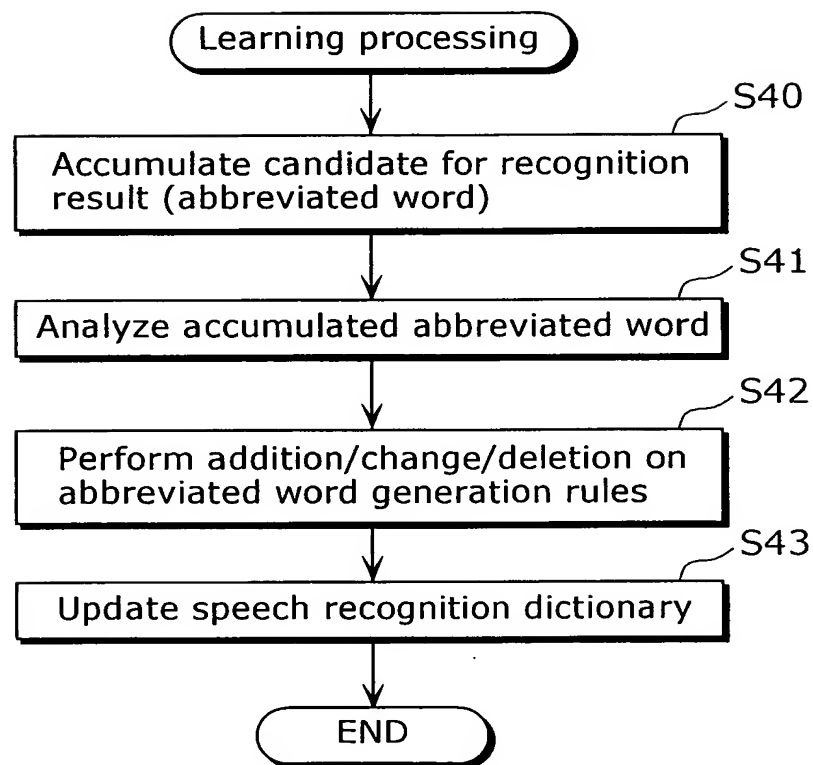 Learning processing
S40
Accumulate candidate for recognition
result (abbreviated word)
S41
Analyze accumulated abbreviated word
S42
Perform addition/change/deletion on
abbreviated word generation rules
S43
Update speech recognition dictionary
END